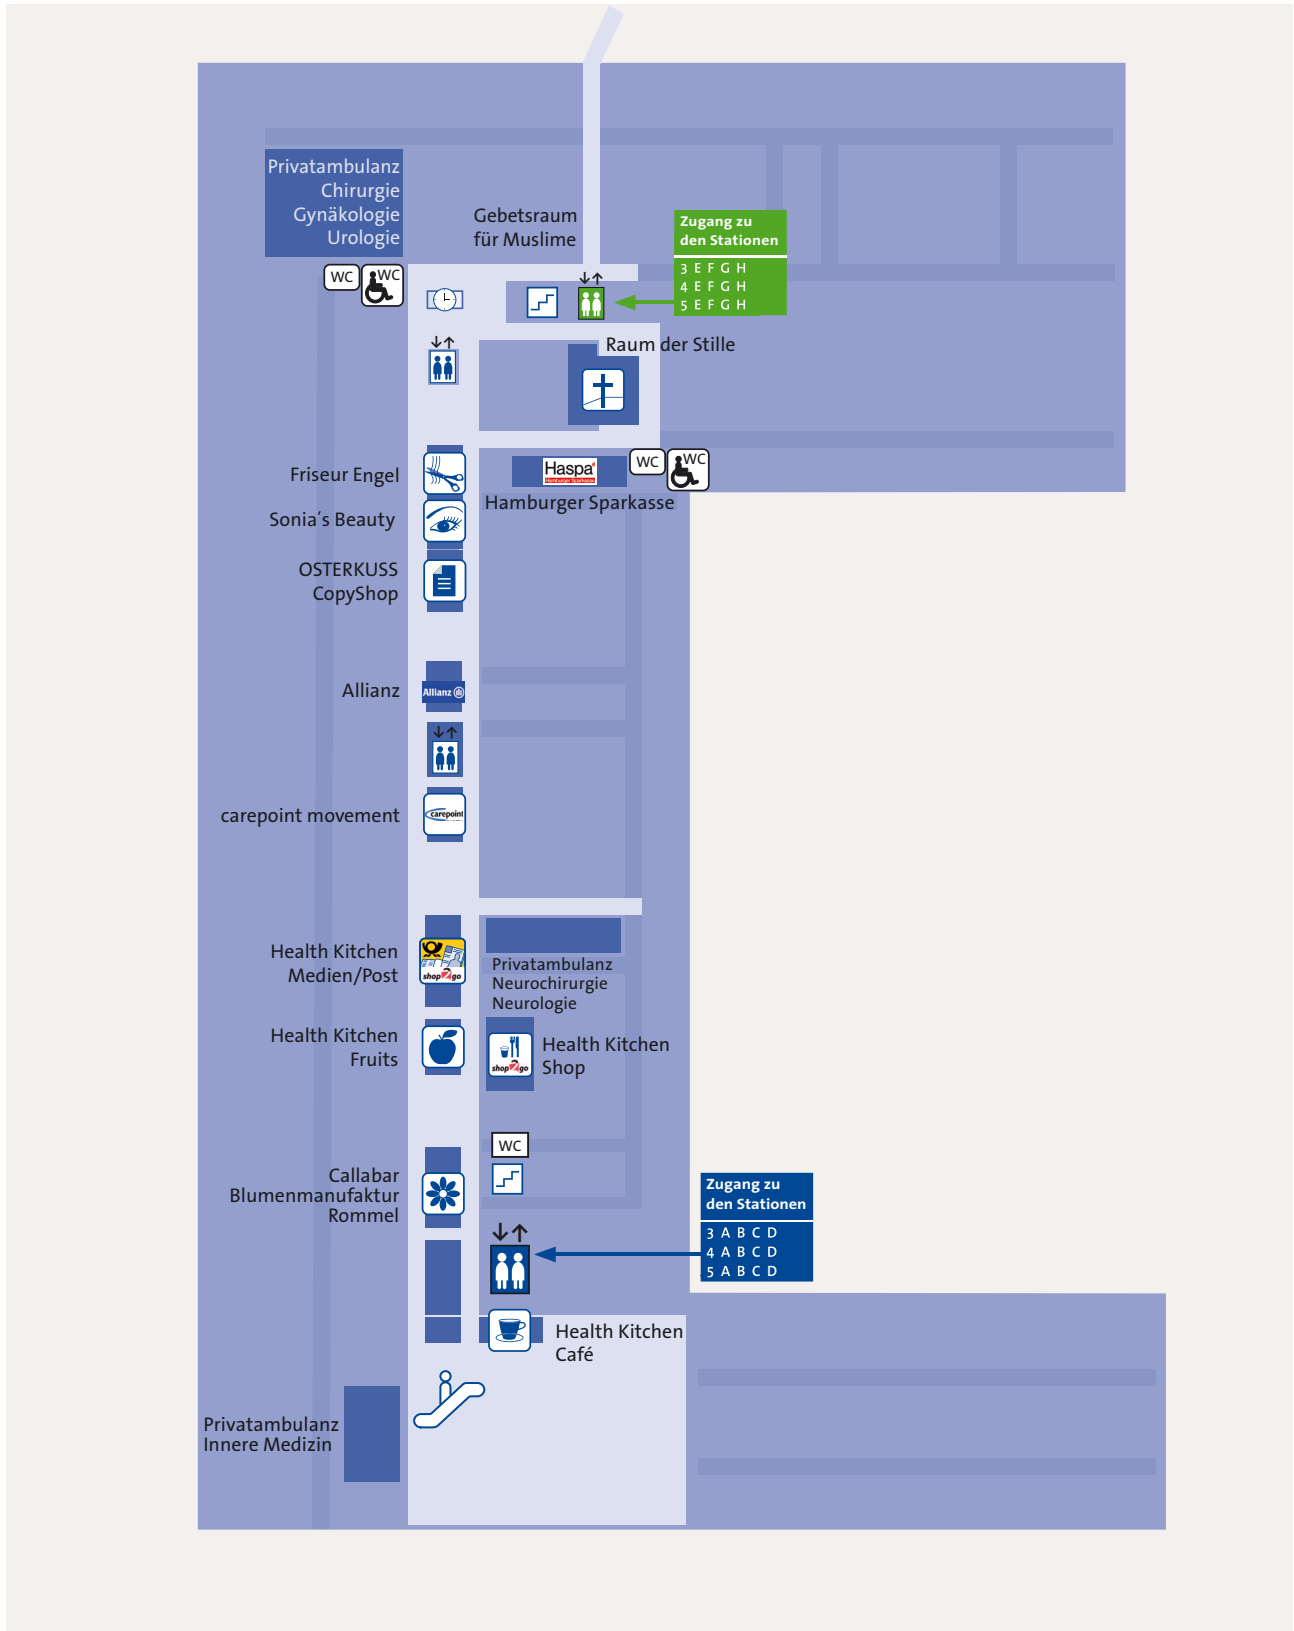 Privatambulanz
Chirurgie
Gynäkologie
Urologie
Gebetsraum
für Muslime
Zugang zu
den Stationen
3 E F G H
4 E F G H
5 E F G H
WC
WC
Raum der Stille
Friseur Engel
Haspa
Hamburger Sparkasse
WC
WC
Hamburger Sparkasse
Sonia´s Beauty
OSTERKUSS
CopyShop
Allianz
Allianz
carepoint movement
carepoint
Health Kitchen
Medien/Post
shop2go
Privatambulanz
Neurochirurgie
Neurologie
Health Kitchen
Fruits
Health Kitchen
Shop
shop2go
WC
Callabar
Blumenmanufaktur
Rommel
Zugang zu
den Stationen
3 A B C D
4 A B C D
5 A B C D
Health Kitchen
Café
Privatambulanz
Innere Medizin